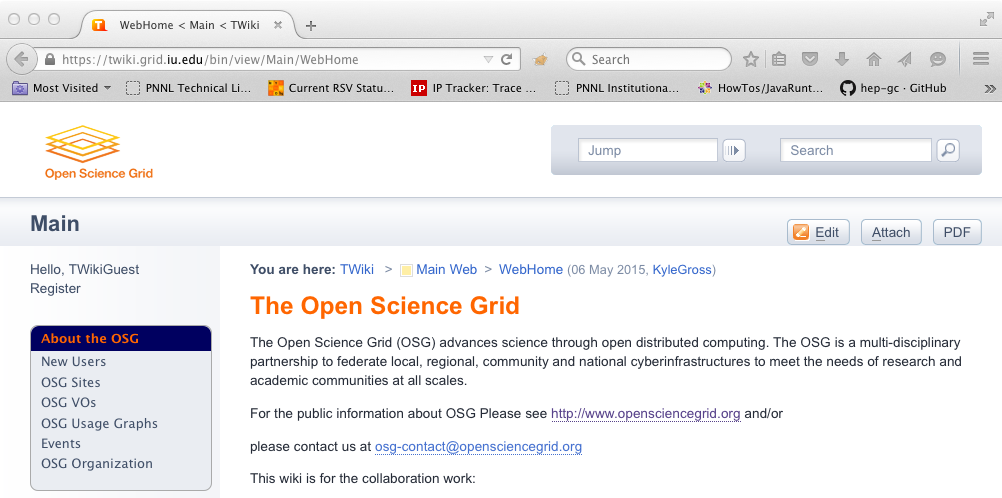 WebHome < Main < TWiki
https://twiki.grid.iu.edu/bin/view/Main/WebHome
Search
Most Visited
PNNL Technical Li...
Current RSV Statu...
IP
IP Tracker: Trace ...
PNNL Institutiona...
HowTos/JavaRunt...
hep-gc · GitHub
Open Science Grid
Jump
Search
Main
Edit
Attach
PDF
Hello, TWikiGuest
Register
About the OSG
New Users
OSG Sites
OSG VOs
OSG Usage Graphs
Events
OSG Organization
You are here: TWiki > Main Web > WebHome (06 May 2015, KyleGross)
The Open Science Grid
The Open Science Grid (OSG) advances science through open distributed computing. The OSG is a multi-disciplinary
partnership to federate local, regional, community and national cyberinfrastructures to meet the needs of research and
academic communities at all scales.
For the public information about OSG Please see http://www.opensciencegrid.org and/or
please contact us at osg-contact@opensciencegrid.org
This wiki is for the collaboration work: